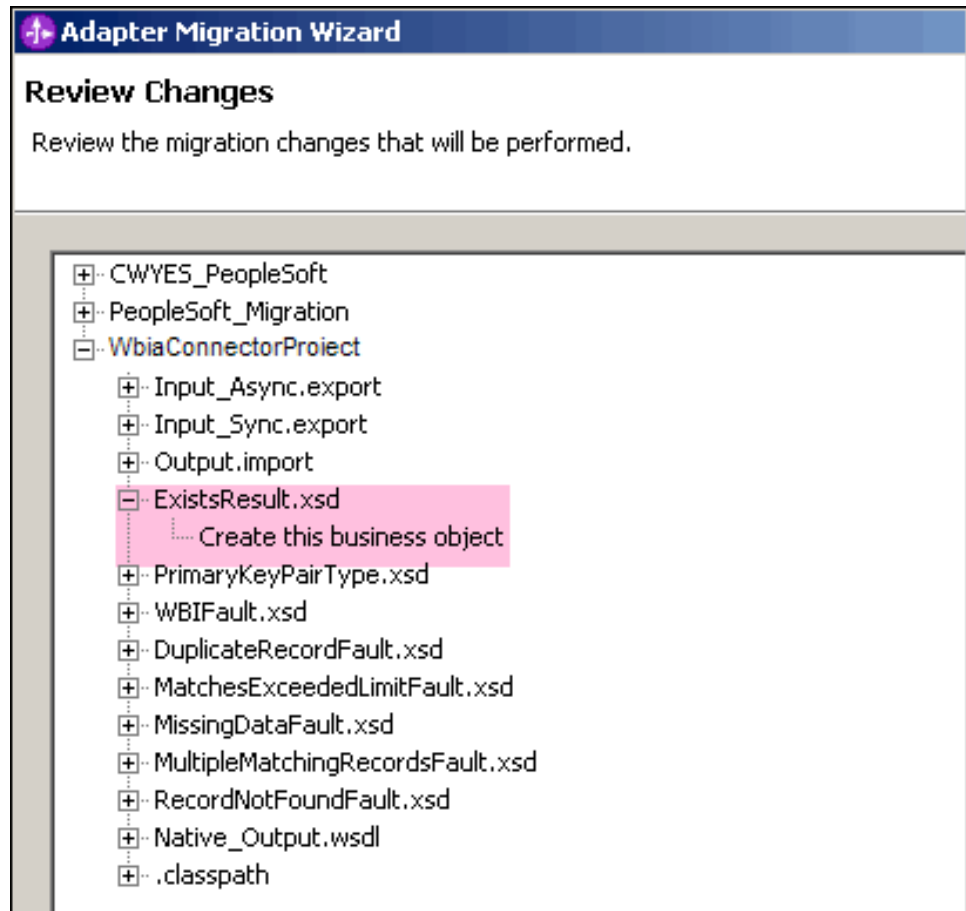 Adapter Migration Wizard
Review Changes
Review the migration changes that will be performed.
CWYES_PeopleSoft
PeopleSoft_Migration
WbiaConnectorProiect
Input_Async.export
Input_Sync.export
Output.import
ExistsResult.xsd
Create this business object
PrimaryKeyPairType.xsd
WBIFault.xsd
DuplicateRecordFault.xsd
MatchesExceededLimitFault.xsd
MissingDataFault.xsd
MultipleMatchingRecordsFault.xsd
RecordNotFoundFault.xsd
Native_Output.wsdl
.classpath